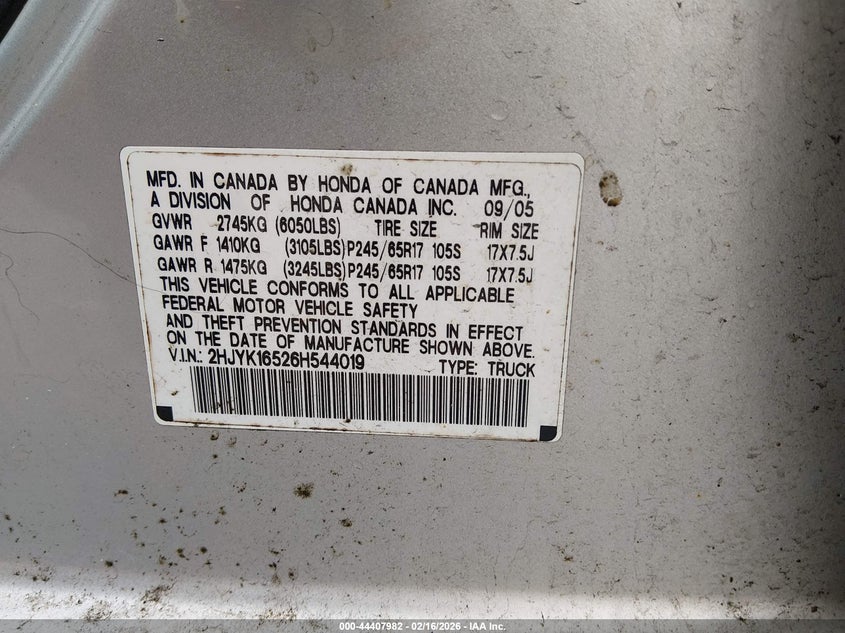 MFD. IN CANADA BY HONDA OF CANADA MFG.,
A DIVISION OF HONDA CANADA INC. 09/05
GVWR 2745KG (6050LBS) TIRE SIZE RIM SIZE
GAWR F 1410KG (3105LBS) P245/65R17 105S 17X7.5J
GAWR R 1475KG (3245LBS) P245/65R17 105S 17X7.5J
THIS VEHICLE CONFORMS TO ALL APPLICABLE
FEDERAL MOTOR VEHICLE SAFETY
AND THEFT PREVENTION STANDARDS IN EFFECT
ON THE DATE OF MANUFACTURE SHOWN ABOVE.
V.I.N.: 2HJYK16526H544019 TYPE: TRUCK
000-44407982 - 02/16/2026 - IAA Inc.